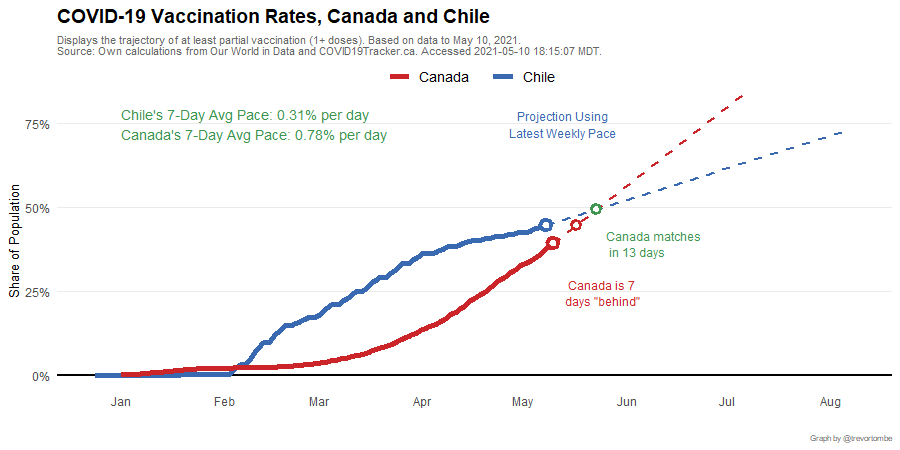 COVID-19 Vaccination Rates, Canada and Chile
Displays the trajectory of at least partial vaccination (1+ doses). Based on data to May 10, 2021.
Source: Own calculations from Our World in Data and COVID19Tracker.ca. Accessed 2021-05-10 18:15:07 MDT.
Canada Chile
Chile's 7-Day Avg Pace: 0.31% per day
Canada's 7-Day Avg Pace: 0.78% per day
Projection Using
Latest Weekly Pace
Canada matches
in 13 days
Canada is 7
days "behind"
Share of Population
75%
50%
25%
0%
Jan Feb Mar Apr May Jun Jul Aug
Graph by @trevortombe